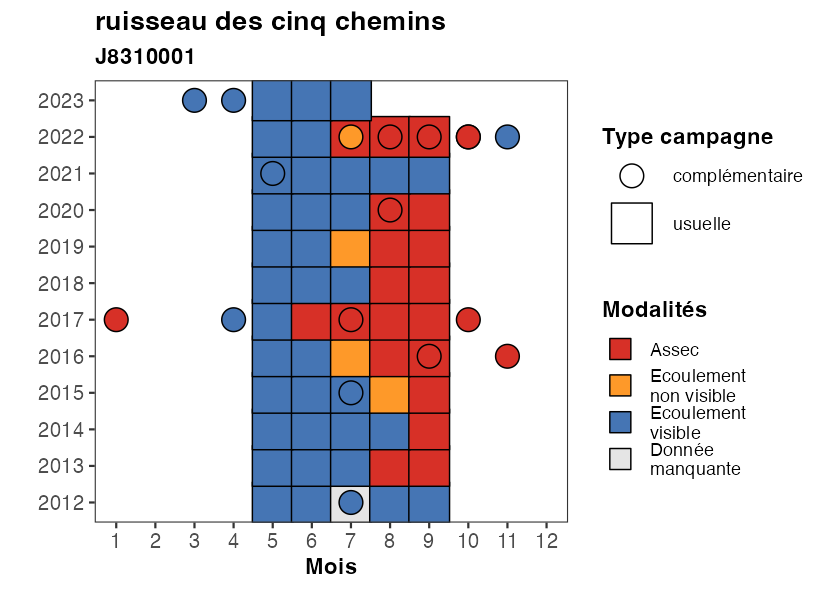 ruisseau des cinq chemins
J8310001
2023
2022
2021
2020
2019
2018
2017
2016
2015
2014
2013
2012
1 2 3 4 5 6 7 8 9 10 11 12
Mois
Type campagne
complémentaire
usuelle
Modalités
Assec
Ecoulement
non visible
Ecoulement
visible
Donnée
manquante